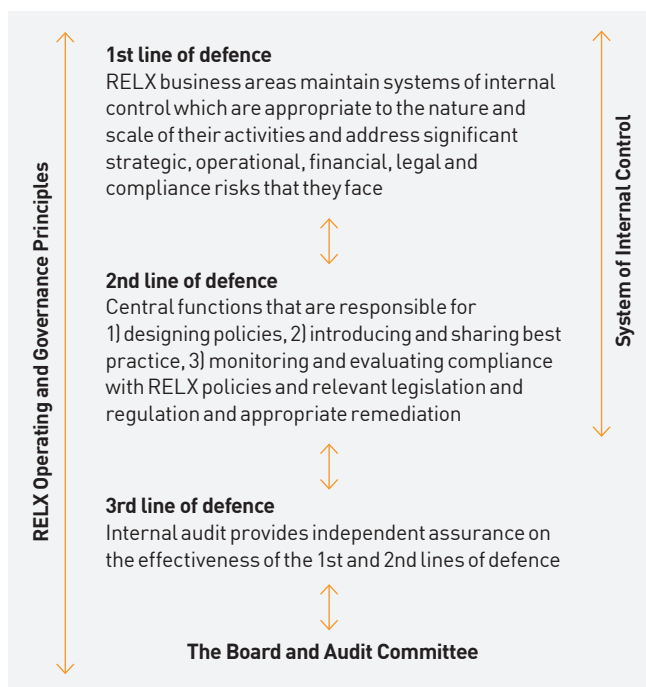 1st line of defence
RELX business areas maintain systems of internal
control which are appropriate to the nature and
scale of their activities and address significant
strategic, operational, financial, legal and
compliance risks that they face
2nd line of defence
Central functions that are responsible for
1) designing policies, 2) introducing and sharing best
practice, 3) monitoring and evaluating compliance
with RELX policies and relevant legislation and
regulation and appropriate remediation
3rd line of defence
Internal audit provides independent assurance on
the effectiveness of the 1st and 2nd lines of defence
The Board and Audit Committee
RELX Operating and Governance Principles
System of Internal Control